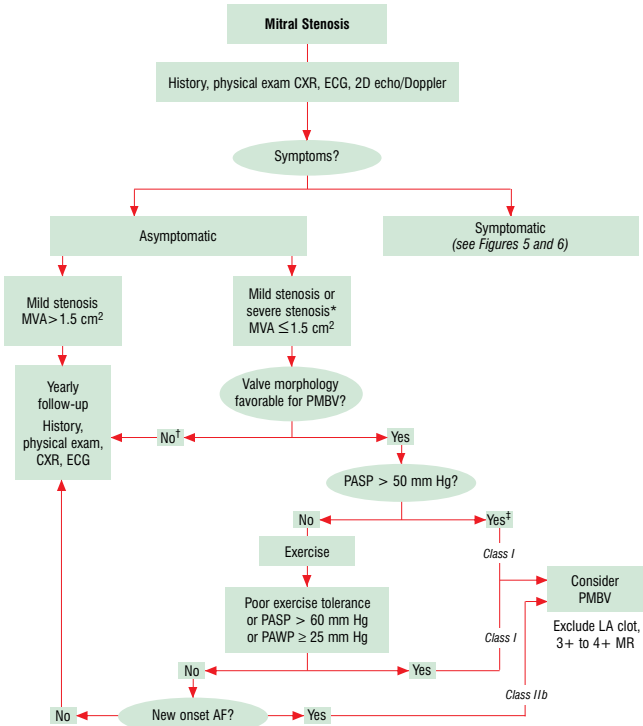 Mitral Stenosis
History, physical exam CXR, ECG, 2D echo/Doppler
Symptoms?
Asymptomatic
Symptomatic
(see Figures 5 and 6)
Mild stenosis
MVA>1.5 cm²
Mild stenosis or
severe stenosis*
MVA ≤1.5 cm²
Yearly
follow-up
History,
physical exam,
CXR, ECG
Valve morphology
favorable for PMBV?
No†
Yes
PASP > 50 mm Hg?
No
Yes‡
Exercise
Class I
Consider
PMBV
Exclude LA clot,
3+ to 4+ MR
Poor exercise tolerance
or PASP > 60 mm Hg
or PAWP ≥ 25 mm Hg
Class I
No
Yes
Class IIb
No
New onset AF?
Yes